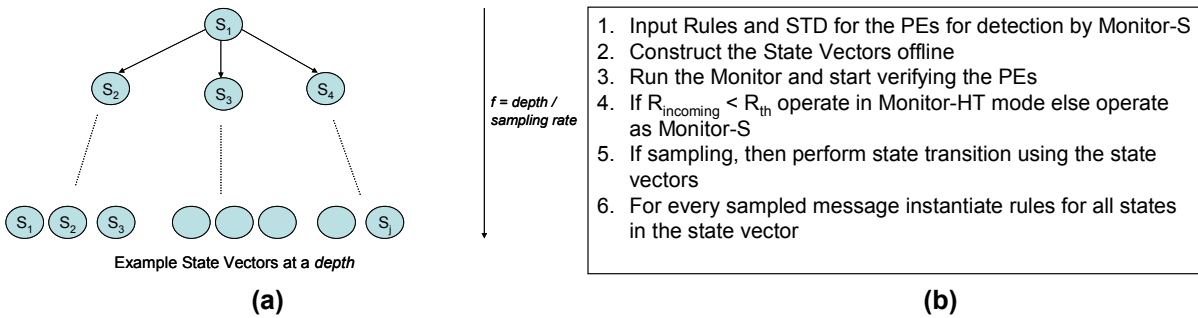 S1
S2
S3
S4
f = depth /
sampling rate
S1 S2 S3 Sj
Example State Vectors at a depth
(a)
1. Input Rules and STD for the PEs for detection by Monitor-S
2. Construct the State Vectors offline
3. Run the Monitor and start verifying the PEs
4. If Rincoming < Rth operate in Monitor-HT mode else operate
as Monitor-S
5. If sampling, then perform state transition using the state
vectors
6. For every sampled message instantiate rules for all states
in the state vector
(b)